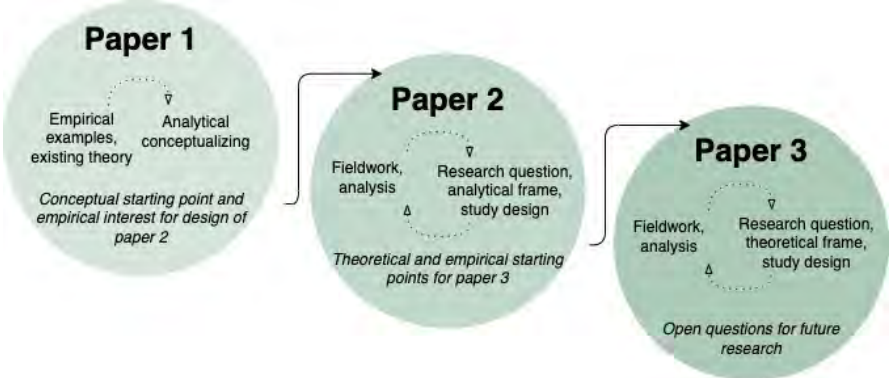 Paper 1
Empirical
examples,
existing theory
Analytical
conceptualizing
Conceptual starting point and
empirical interest for design of
paper 2
Paper 2
Fieldwork,
analysis
Research question,
analytical frame,
study design
Theoretical and empirical starting
points for paper 3
Paper 3
Fieldwork,
analysis
Research question,
theoretical frame,
study design
Open questions for future
research